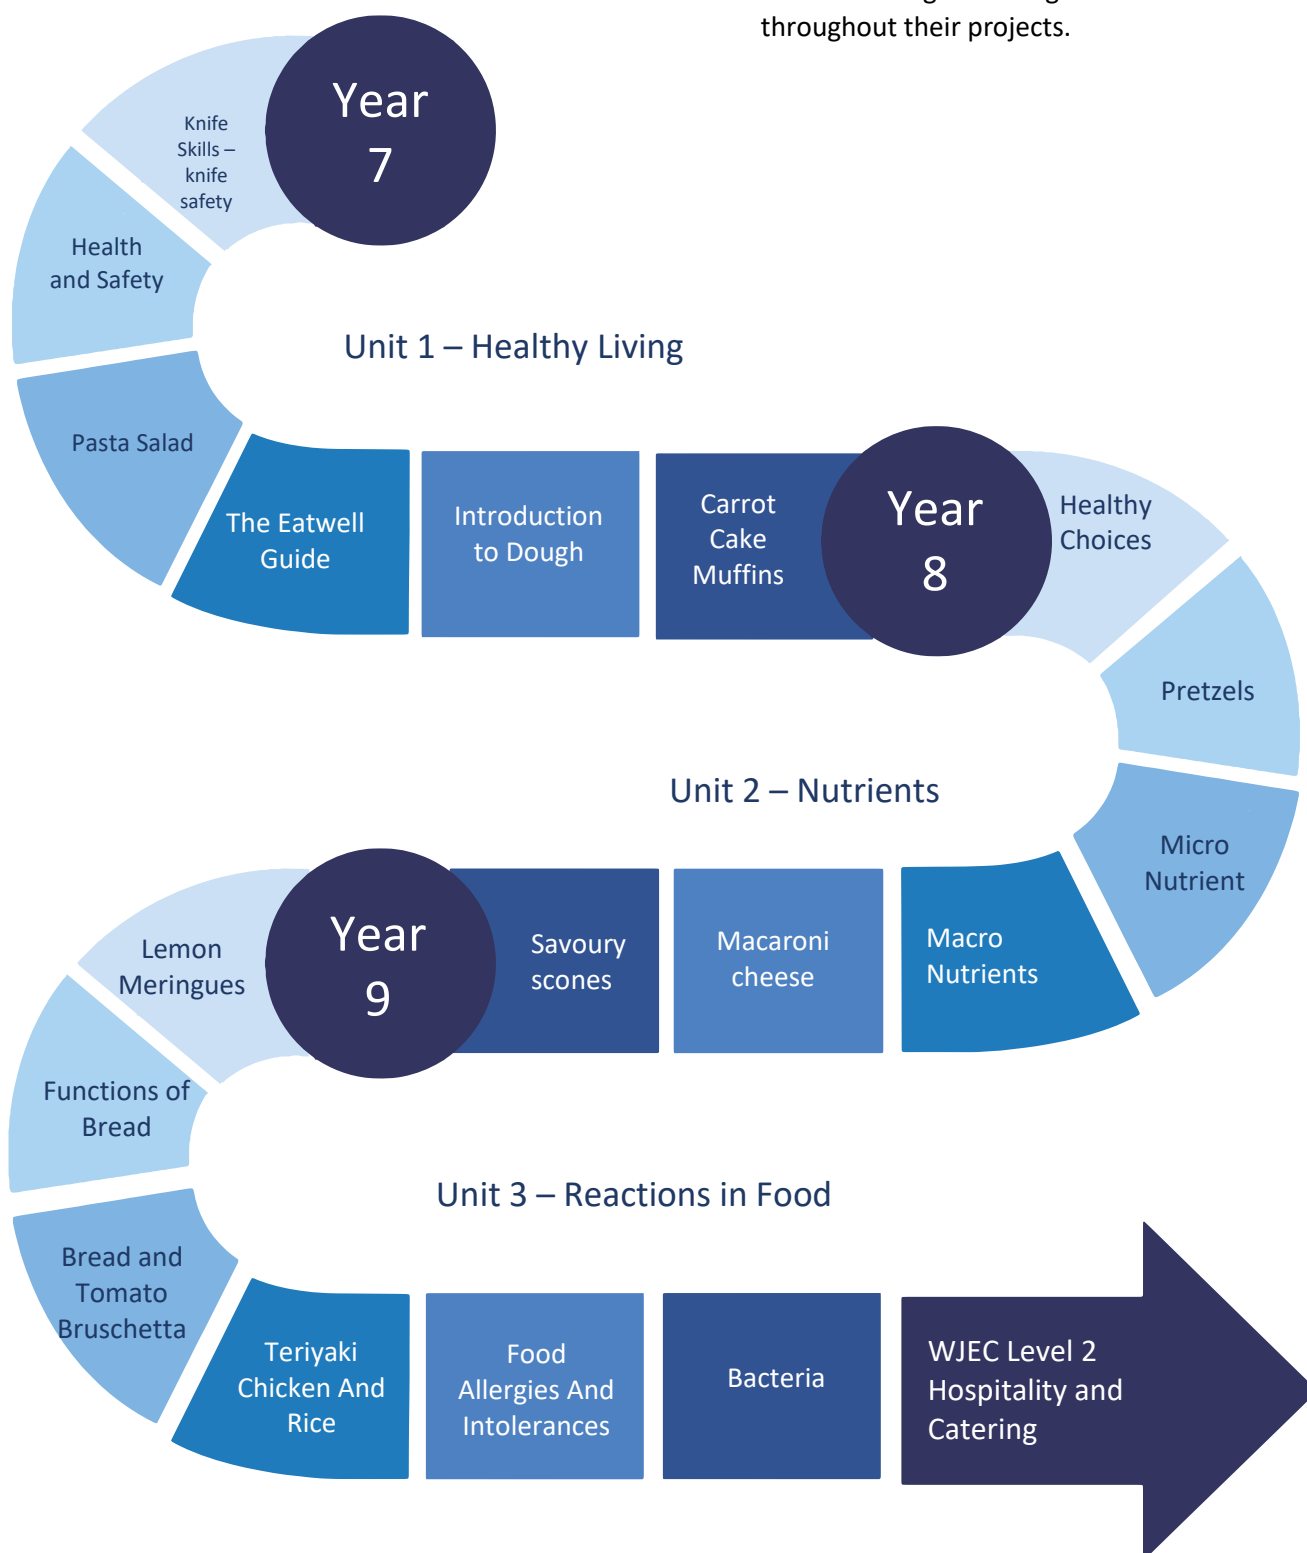 throughout their projects.
Year
7
Knife
Skills –
knife
safety
Health
and Safety
Pasta Salad
Unit 1 – Healthy Living
The Eatwell
Guide
Introduction
to Dough
Carrot
Cake
Muffins
Year
8
Healthy
Choices
Pretzels
Micro
Nutrient
Unit 2 – Nutrients
Macro
Nutrients
Macaroni
cheese
Savoury
scones
Year
9
Lemon
Meringues
Functions of
Bread
Bread and
Tomato
Bruschetta
Unit 3 – Reactions in Food
Teriyaki
Chicken And
Rice
Food
Allergies And
Intolerances
Bacteria
WJEC Level 2
Hospitality and
Catering